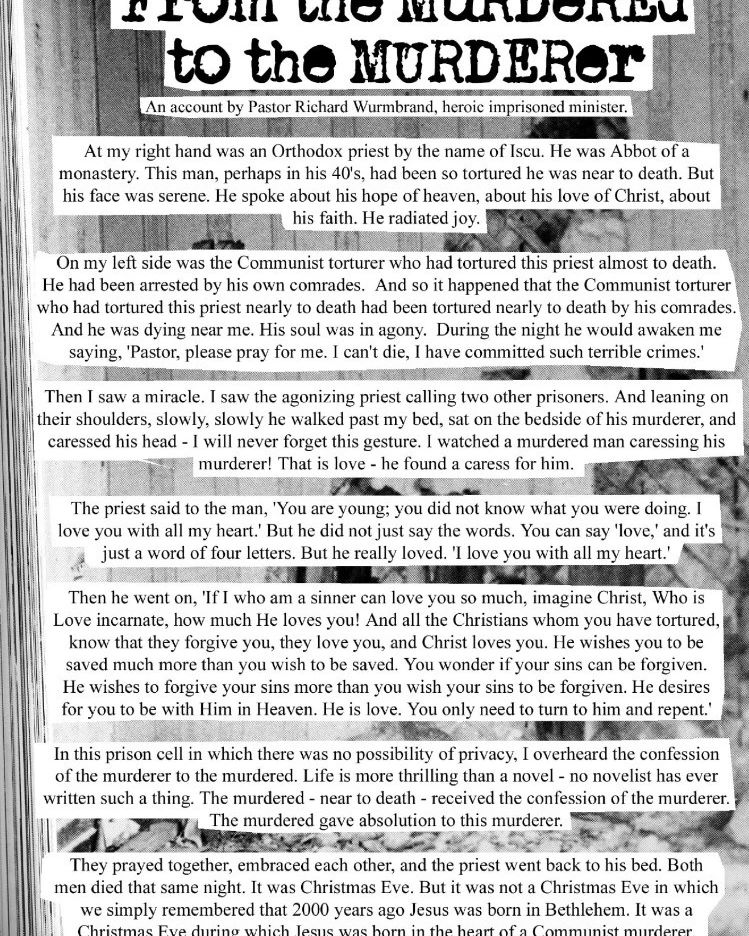 From the MURDERED
to the MURDERer
An account by Pastor Richard Wurmbrand, heroic imprisoned minister.
At my right hand was an Orthodox priest by the name of Iscu. He was Abbot of a
monastery. This man, perhaps in his 40's, had been so tortured he was near to death. But
his face was serene. He spoke about his hope of heaven, about his love of Christ, about
his faith. He radiated joy.
On my left side was the Communist torturer who had tortured this priest almost to death.
He had been arrested by his own comrades. And so it happened that the Communist torturer
who had tortured this priest nearly to death had been tortured nearly to death by his comrades.
And he was dying near me. His soul was in agony. During the night he would awaken me
saying, 'Pastor, please pray for me. I can't die, I have committed such terrible crimes.'
Then I saw a miracle. I saw the agonizing priest calling two other prisoners. And leaning on
their shoulders, slowly, slowly he walked past my bed, sat on the bedside of his murderer, and
caressed his head - I will never forget this gesture. I watched a murdered man caressing his
murderer! That is love - he found a caress for him.
The priest said to the man, 'You are young; you did not know what you were doing. I
love you with all my heart.' But he did not just say the words. You can say 'love,' and it's
just a word of four letters. But he really loved. 'I love you with all my heart.'
Then he went on, 'If I who am a sinner can love you so much, imagine Christ, Who is
Love incarnate, how much He loves you! And all the Christians whom you have tortured,
know that they forgive you, they love you, and Christ loves you. He wishes you to be
saved much more than you wish to be saved. You wonder if your sins can be forgiven.
He wishes to forgive your sins more than you wish your sins to be forgiven. He desires
for you to be with Him in Heaven. He is love. You only need to turn to him and repent.'
In this prison cell in which there was no possibility of privacy, I overheard the confession
of the murderer to the murdered. Life is more thrilling than a novel - no novelist has ever
written such a thing. The murdered - near to death - received the confession of the murderer.
The murdered gave absolution to this murderer.
They prayed together, embraced each other, and the priest went back to his bed. Both
men died that same night. It was Christmas Eve. But it was not a Christmas Eve in which
we simply remembered that 2000 years ago Jesus was born in Bethlehem. It was a
Christmas Eve during which Jesus was born in the heart of a Communist murderer.